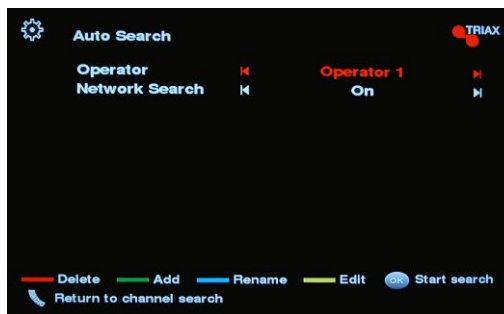 Auto Search
TRIAX
Operator Operator 1
Network Search On
Delete Add Rename Edit OK Start search
Return to channel search